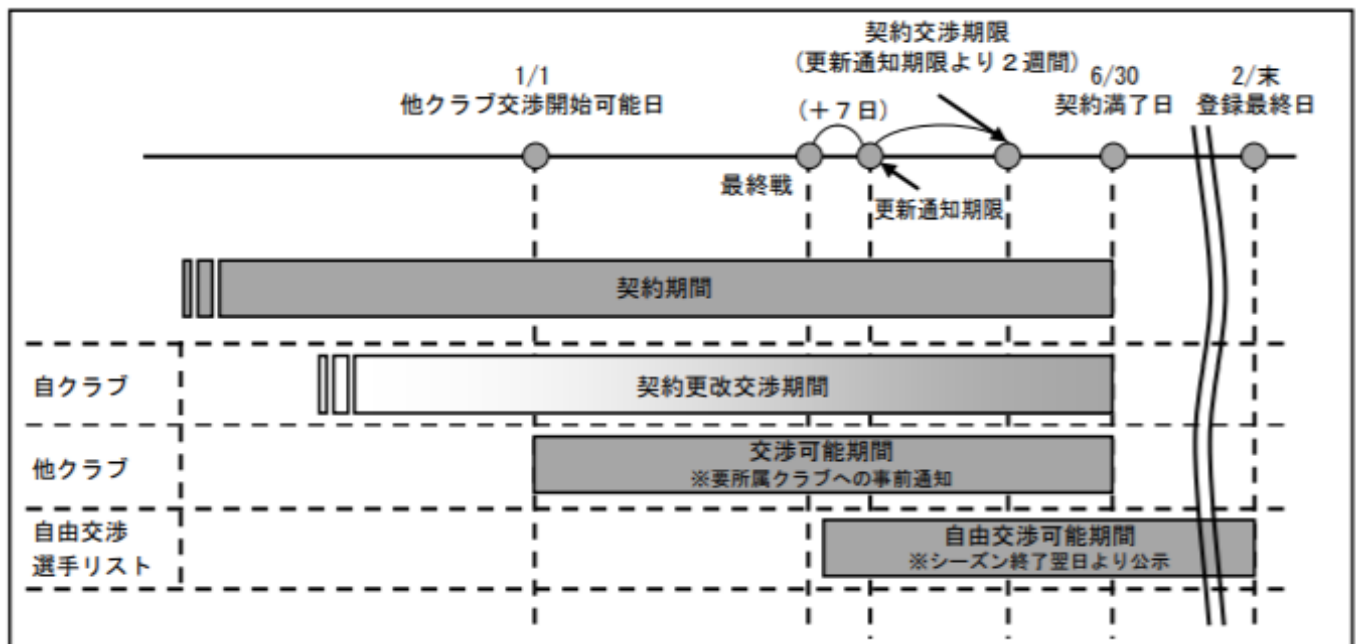 契約交渉期限
(更新通知期限より2週間)
1/1
他クラブ交渉開始可能日
(+7日)
6/30
契約満了日
2/末
登録最終日
最終戦
更新通知期限
契約期間
自クラブ
契約更改交渉期間
他クラブ
交渉可能期間
※要所属クラブへの事前通知
自由交渉
選手リスト
自由交渉可能期間
※シーズン終了翌日より公示